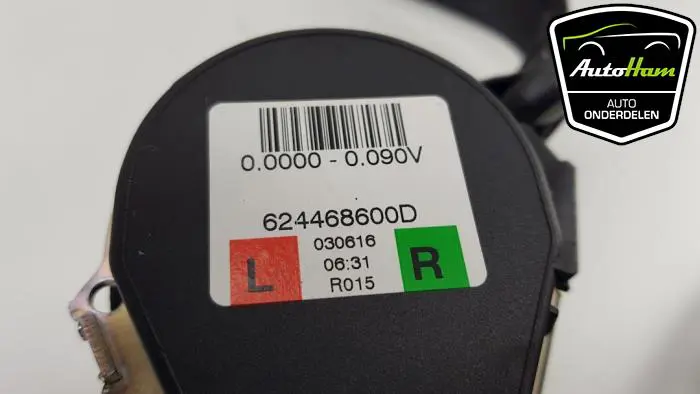 AutoHam
AUTO
ONDERDELEN
0.0000 - 0.090V
624468600D
L
030616
06:31
R015
R